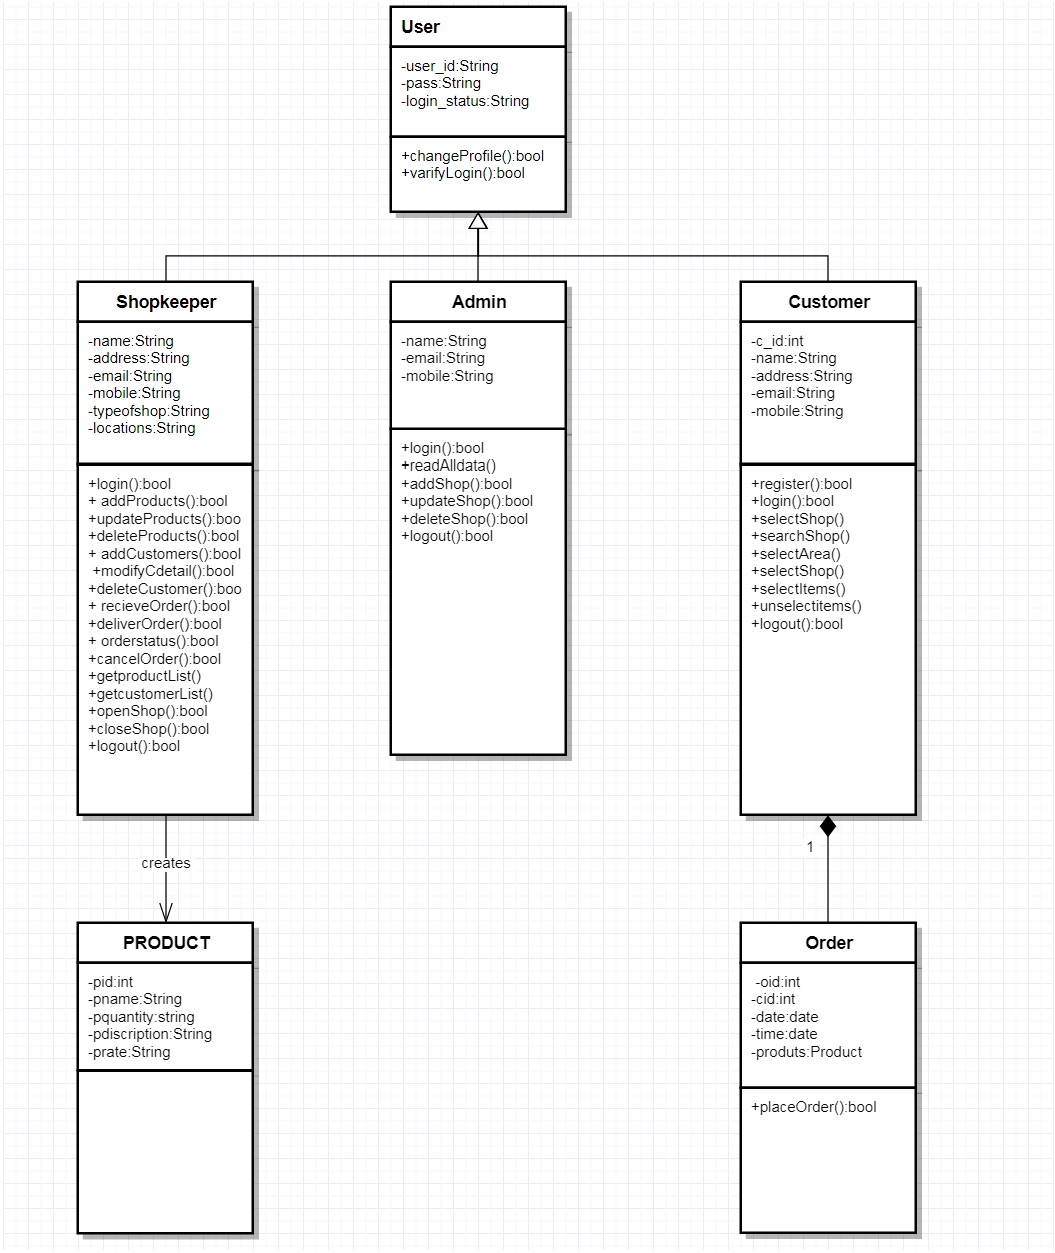 User
-user_id:String
-pass:String
-login_status:String
+changeProfile():bool
+varifyLogin():bool
Shopkeeper
-name:String
-address:String
-email:String
-mobile:String
-typeofshop:String
-locations:String
+login():bool
+ addProducts():bool
+updateProducts():boo
+deleteProducts():bool
+ addCustomers():bool
+modifyCdetail():bool
+deleteCustomer():boo
+ recieveOrder():bool
+deliverOrder():bool
+ orderstatus():bool
+cancelOrder():bool
+getproductList()
+getcustomerList()
+openShop():bool
+closeShop():bool
+logout():bool
Admin
-name:String
-email:String
-mobile:String
+login():bool
+readAlldata()
+addShop():bool
+updateShop():bool
+deleteShop():bool
+logout():bool
Customer
-c_id:int
-name:String
-address:String
-email:String
-mobile:String
+register():bool
+login():bool
+selectShop()
+searchShop()
+selectArea()
+selectShop()
+selectItems()
+unselectitems()
+logout():bool
creates
1
PRODUCT
-pid:int
-pname:String
-pquantity:string
-pdiscription:String
-prate:String
Order
-oid:int
-cid:int
-date:date
-time:date
-produts:Product
+placeOrder():bool